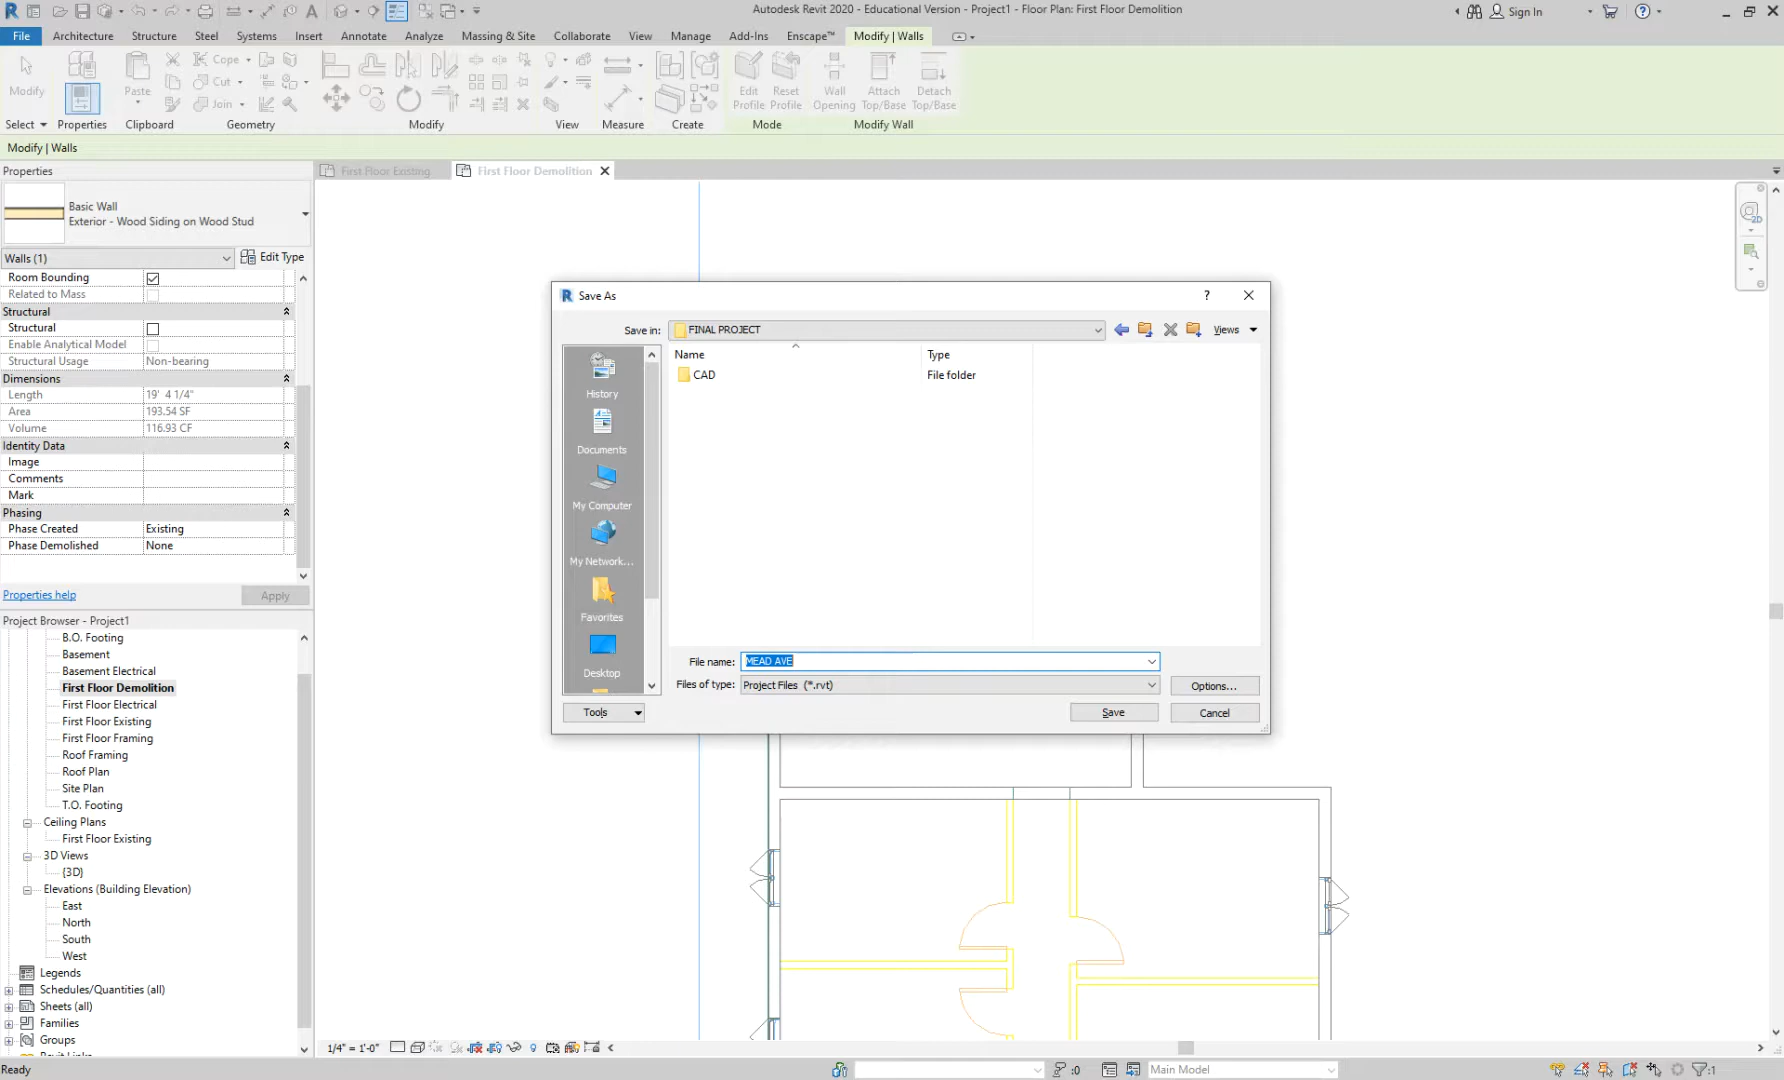 Autodesk Revit 2020 - Educational Version - Project1 - Floor Plan: First Floor Demolition
Sign In
File Architecture Structure Steel Systems Insert Annotate Analyze Massing & Site Collaborate View Manage Add-Ins Enscape™ Modify | Walls
Modify
Paste
Cope
Cut
Join
Edit Profile
Reset Profile
Wall Opening
Attach Top/Base
Detach Top/Base
Select Properties Clipboard Geometry Modify View Measure Create Mode Modify Wall
Modify | Walls
Properties
First Floor Existing
First Floor Demolition
Basic Wall
Exterior - Wood Siding on Wood Stud
Walls (1)
Edit Type
Room Bounding
Related to Mass
Structural
Structural
Enable Analytical Model
Structural Usage Non-bearing
Dimensions
Length 19' 4 1/4"
Area 193.54 SF
Volume 116.93 CF
Identity Data
Image
Comments
Mark
Phasing
Phase Created Existing
Phase Demolished None
Properties help
Apply
Project Browser - Project1
B.O. Footing
Basement
Basement Electrical
First Floor Demolition
First Floor Electrical
First Floor Existing
First Floor Framing
Roof Framing
Roof Plan
Site Plan
T.O. Footing
Ceiling Plans
First Floor Existing
3D Views
{3D}
Elevations (Building Elevation)
East
North
South
West
Legends
Schedules/Quantities (all)
Sheets (all)
Families
Groups
Revit Links
Save As
Save in: FINAL PROJECT
Views
Name Type
CAD File folder
History
Documents
My Computer
My Network...
Favorites
Desktop
File name: MEAD AVE
Files of type: Project Files (*.rvt)
Options...
Tools
Save
Cancel
2D
1/4" = 1'-0"
Ready
:0
Main Model
:1